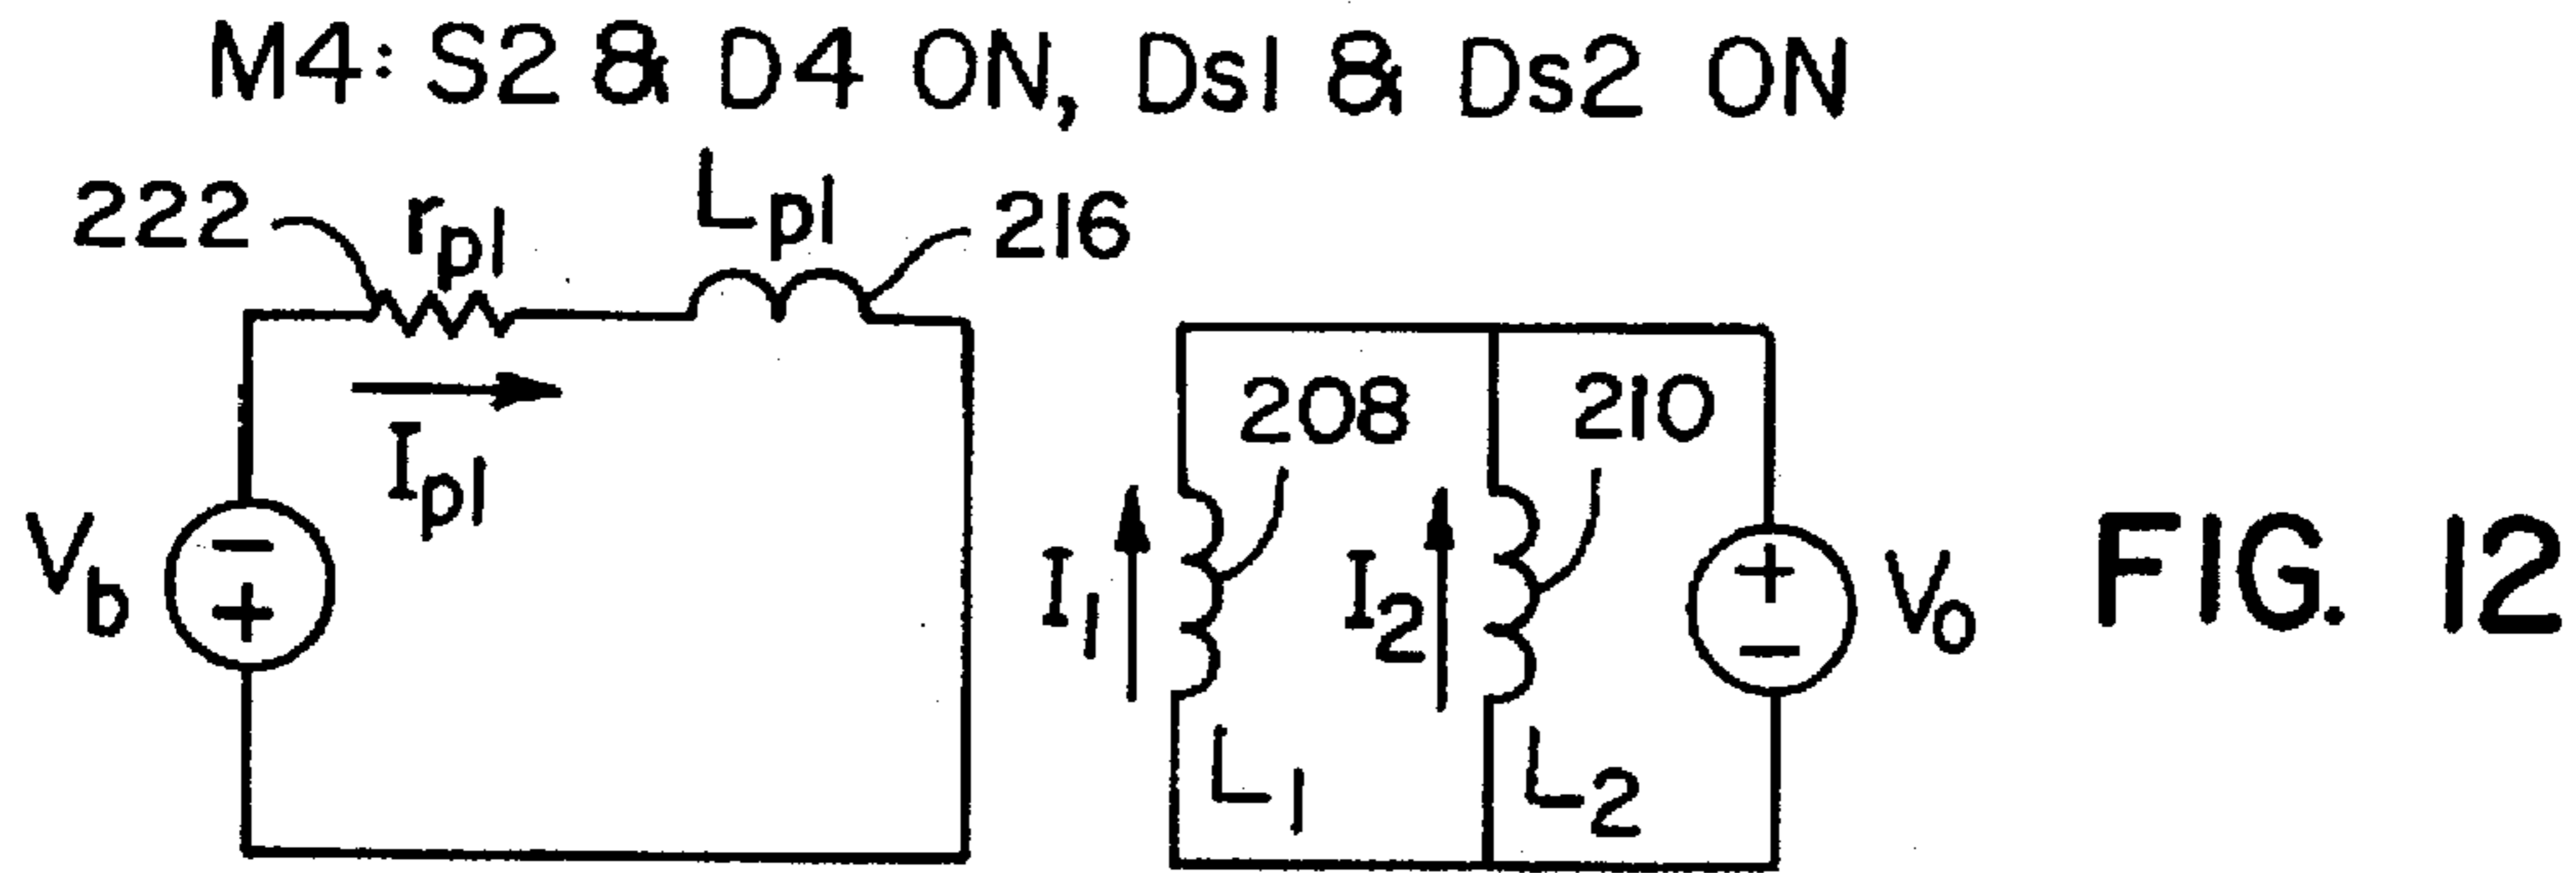 M4: S2 & D4 ON, Ds1 & Ds2 ON
222
rp1
Lp1
216
Ip1
Vb
-
+
208
210
I1
I2
L1
L2
+
-
Vo
FIG. 12